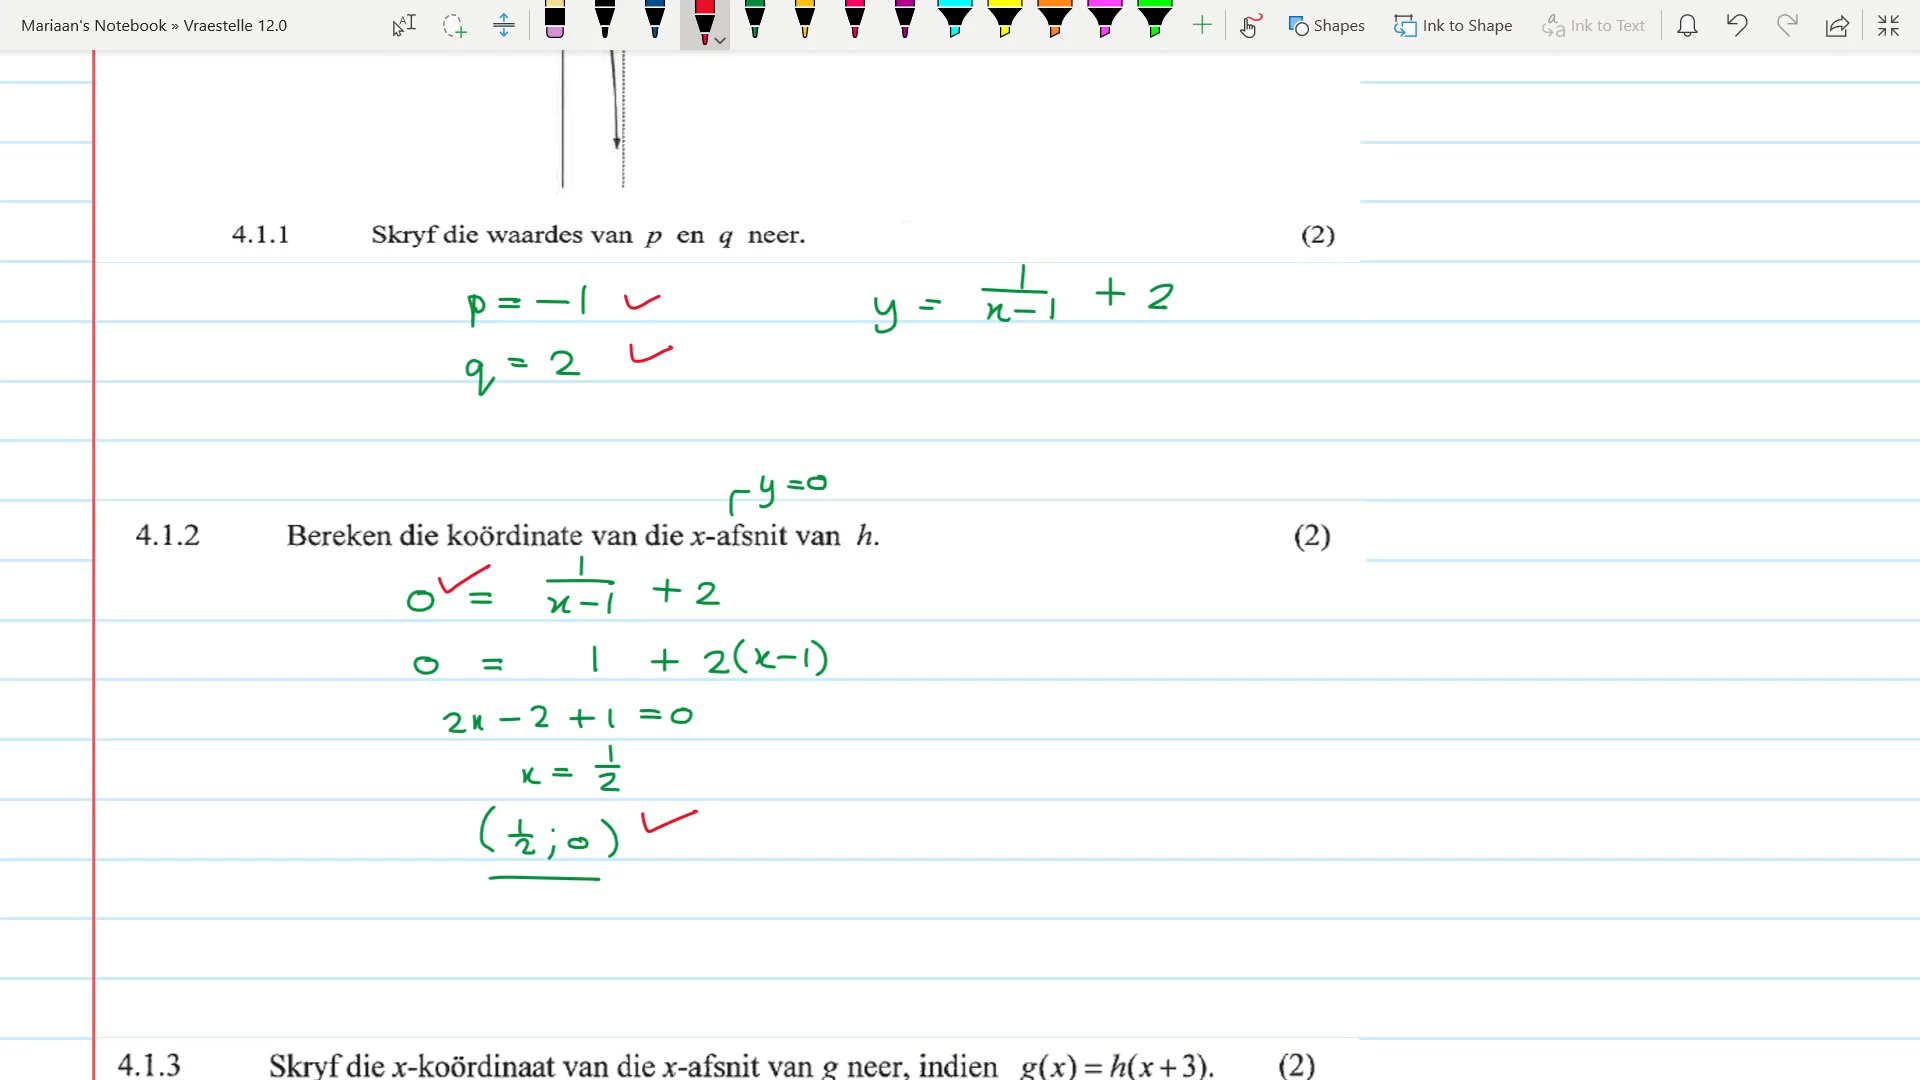 Mariaan's Notebook » Vraestelle 12.0
Shapes
Ink to Shape
Ink to Text
4.1.1 Skryf die waardes van p en q neer. (2)
p = -1 ✓ y = 1/(x-1) + 2
q = 2 ✓
y = 0
4.1.2 Bereken die koördinate van die x-afsnit van h. (2)
0 ✓ = 1/(x-1) + 2
0 = 1 + 2(x-1)
2x - 2 + 1 = 0
x = 1/2
(1/2 ; 0) ✓
4.1.3 Skryf die x-koördinaat van die x-afsnit van g neer, indien g(x) = h(x+3). (2)